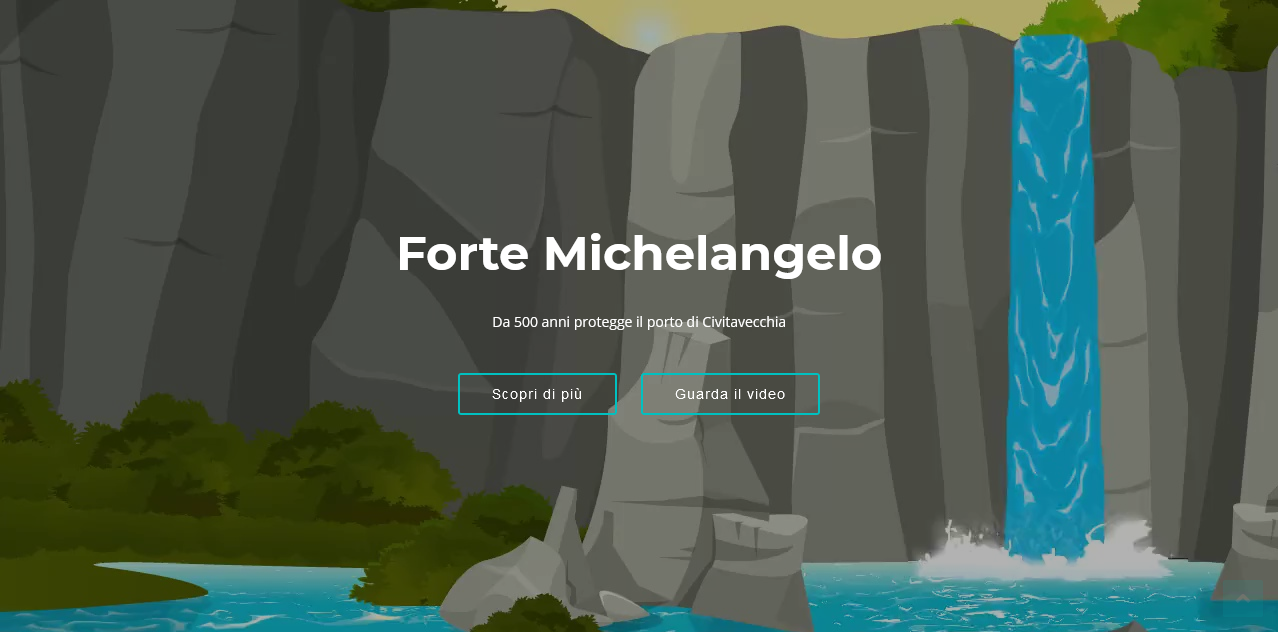 Forte Michelangelo
Da 500 anni protegge il porto di Civitavecchia
Scopri di più
Guarda il video